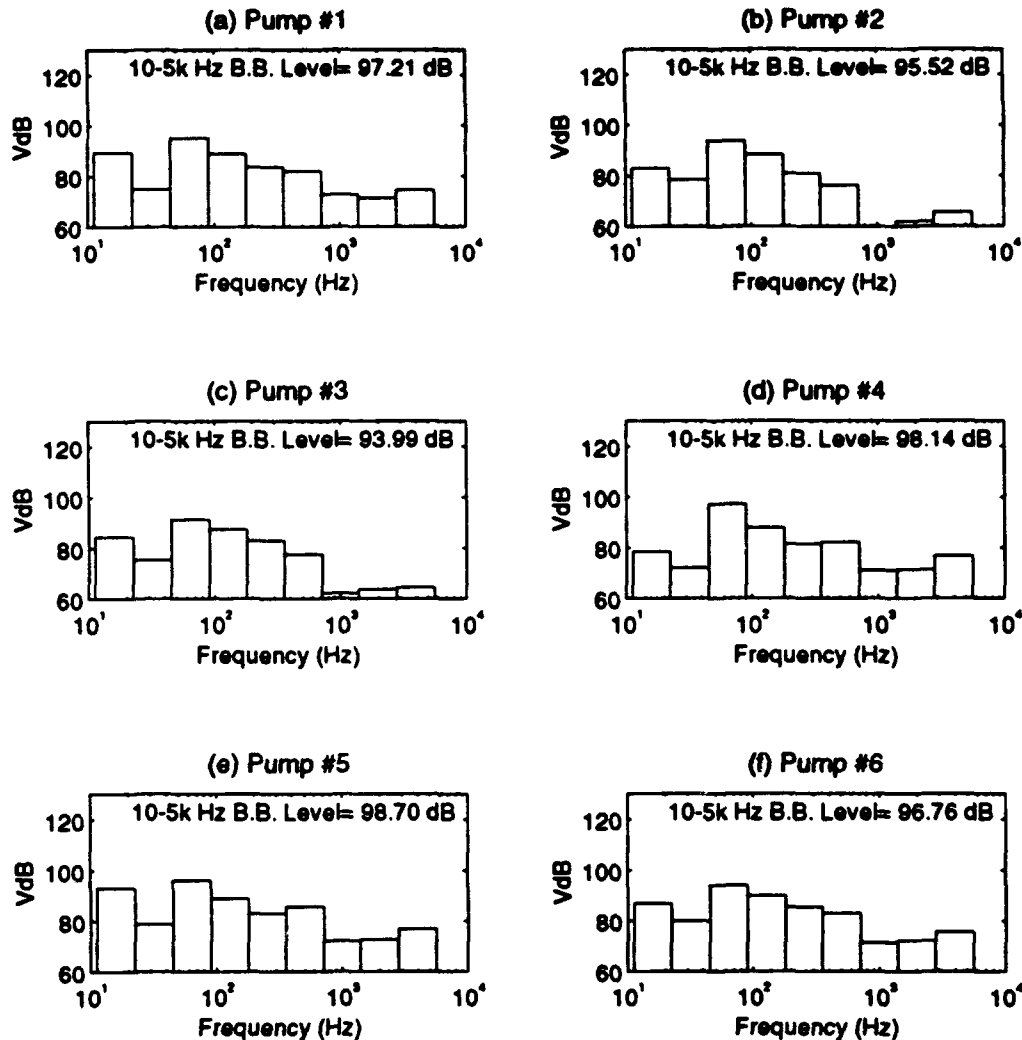 (a) Pump #1
10-5k Hz B.B. Level= 97.21 dB
VdB
120
100
80
60
10¹ 10² 10³ 10⁴
Frequency (Hz)
(b) Pump #2
10-5k Hz B.B. Level= 95.52 dB
VdB
120
100
80
60
10¹ 10² 10³ 10⁴
Frequency (Hz)
(c) Pump #3
10-5k Hz B.B. Level= 93.99 dB
VdB
120
100
80
60
10¹ 10² 10³ 10⁴
Frequency (Hz)
(d) Pump #4
10-5k Hz B.B. Level= 98.14 dB
VdB
120
100
80
60
10¹ 10² 10³ 10⁴
Frequency (Hz)
(e) Pump #5
10-5k Hz B.B. Level= 98.70 dB
VdB
120
100
80
60
10¹ 10² 10³ 10⁴
Frequency (Hz)
(f) Pump #6
10-5k Hz B.B. Level= 96.76 dB
VdB
120
100
80
60
10¹ 10² 10³ 10⁴
Frequency (Hz)